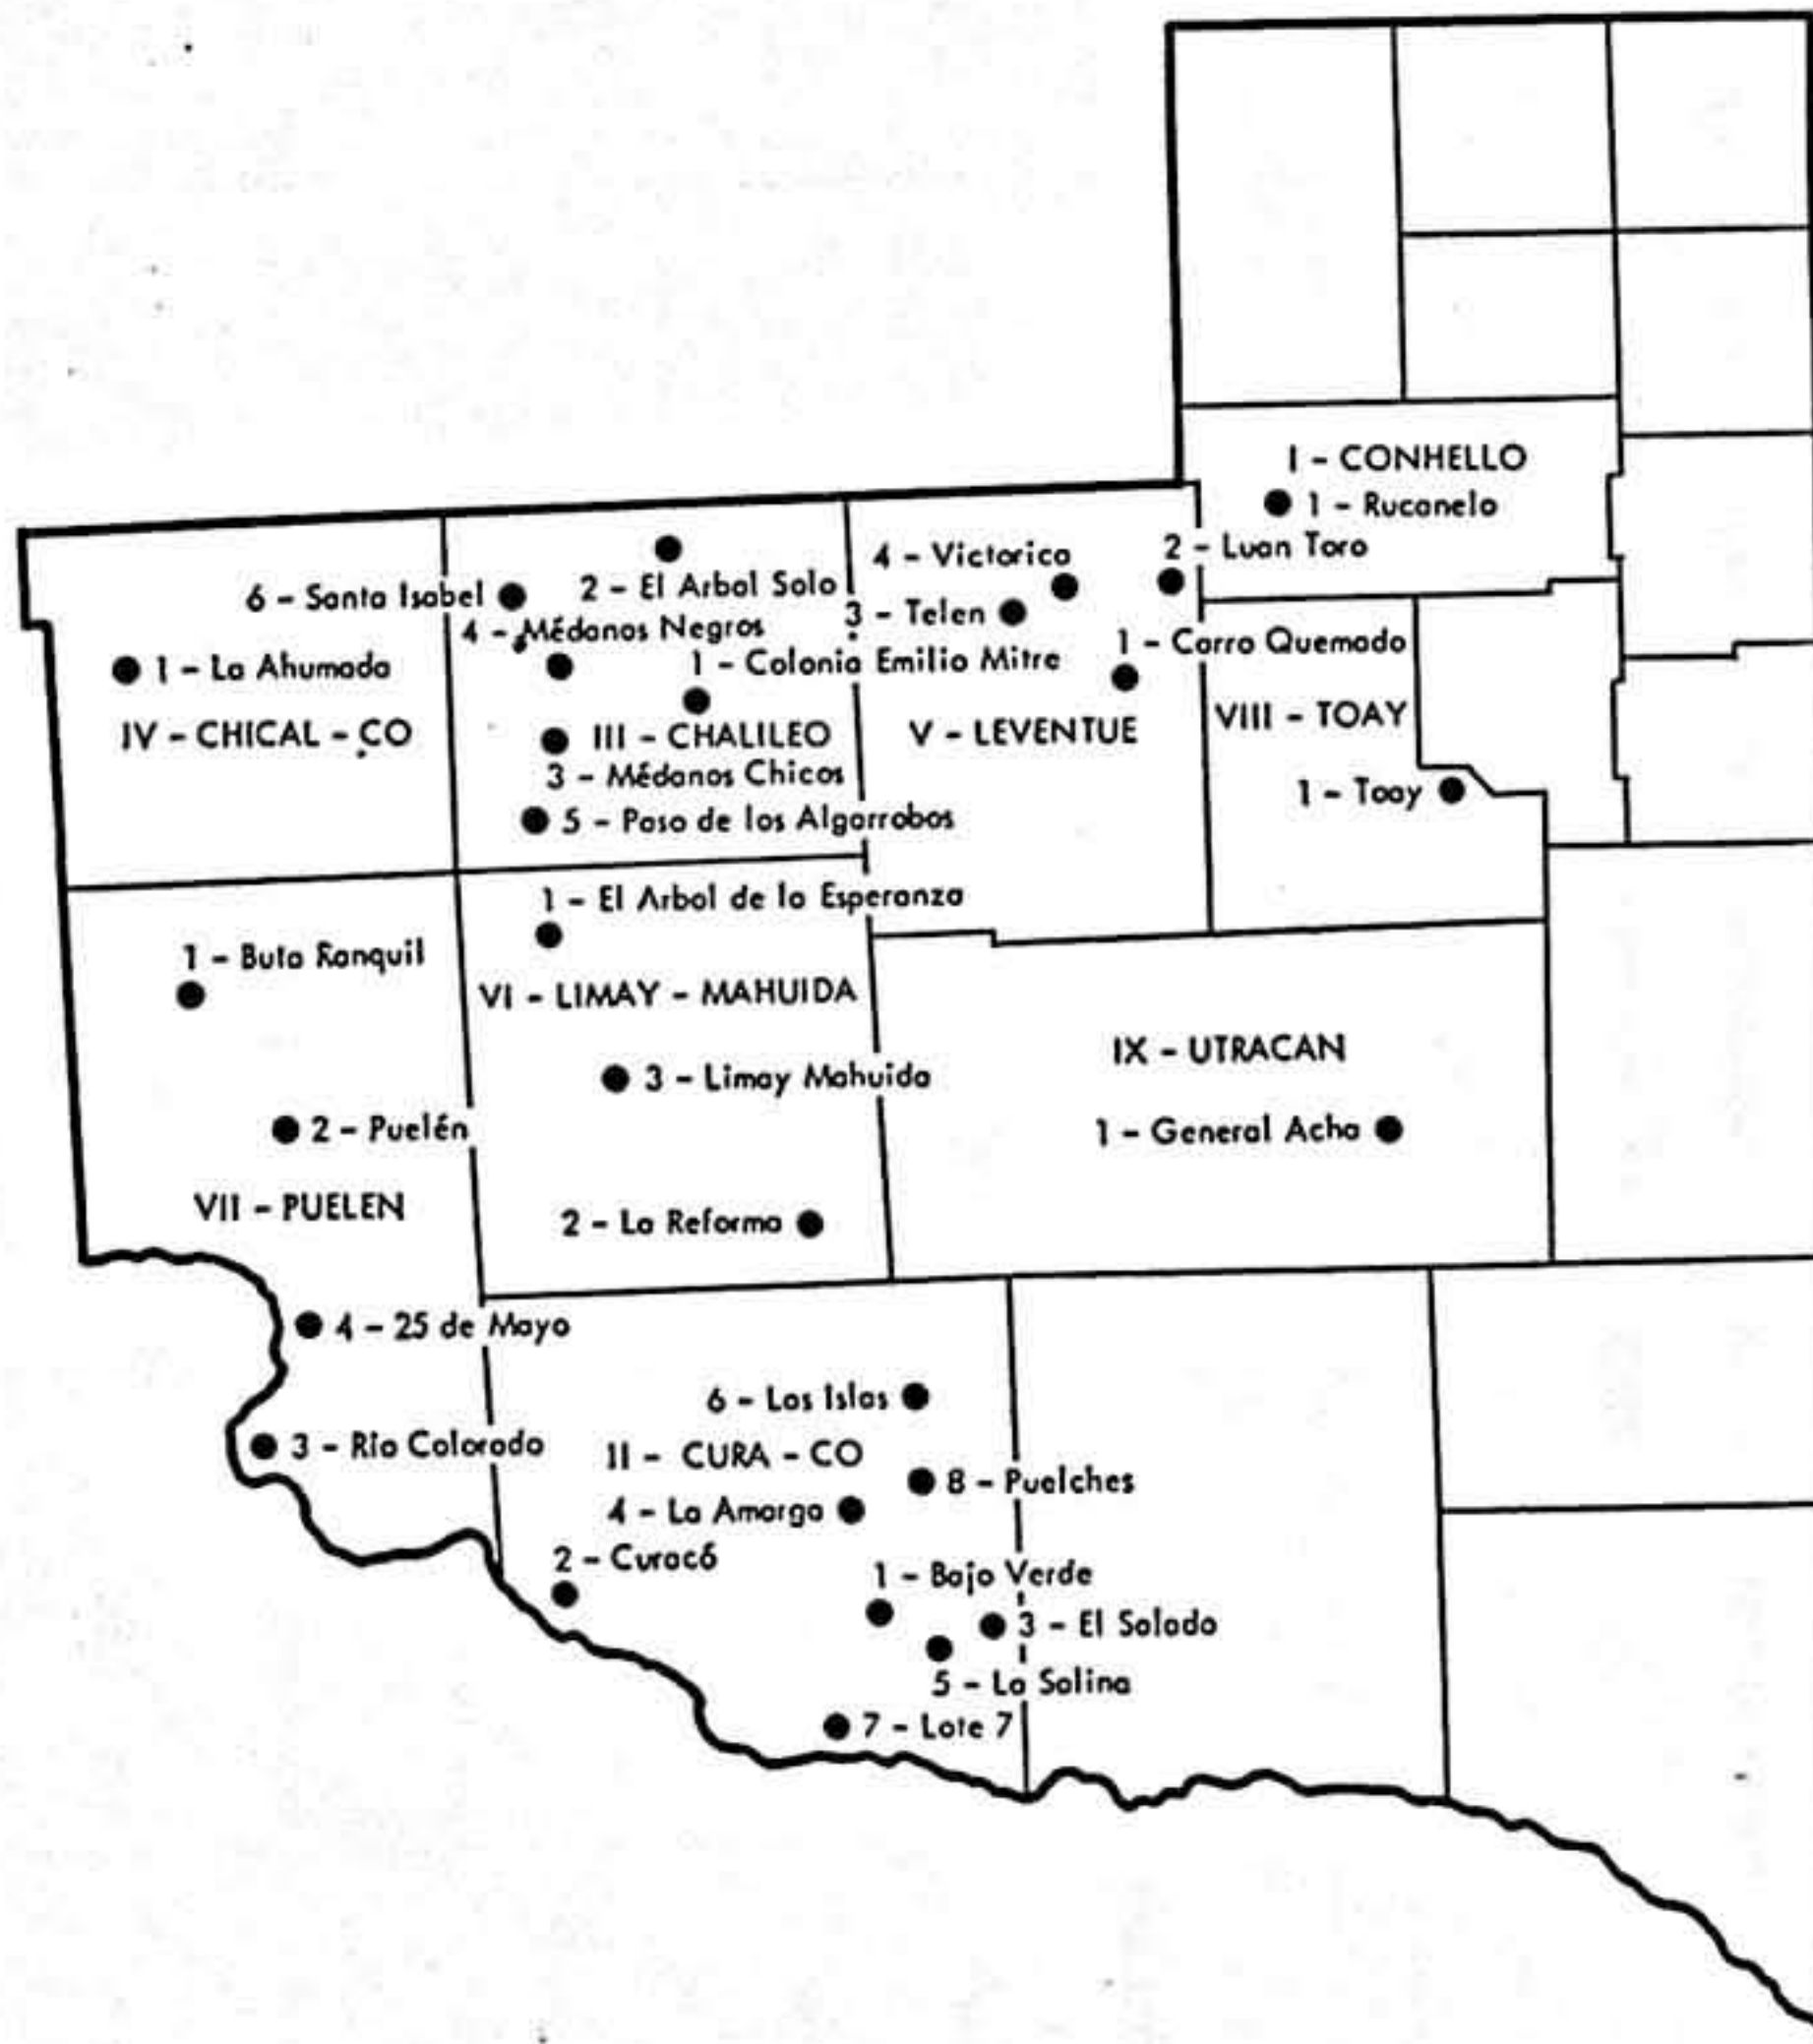 I - CONHELLO
1 - Rucanelo
2 - Luan Toro
4 - Victorica
3 - Telen
1 - Carro Quemado
V - LEVENTUE
VIII - TOAY
1 - Toay
6 - Santa Isabel
2 - El Arbol Solo
4 - Médanos Negros
1 - Colonia Emilio Mitre
III - CHALILEO
3 - Médanos Chicos
5 - Paso de los Algarrobos
1 - La Ahumada
IV - CHICAL - CO
1 - El Arbol de la Esperanza
VI - LIMAY - MAHUIDA
3 - Limay Mahuida
2 - La Reforma
1 - Buta Ranquil
2 - Puelén
VII - PUELEN
4 - 25 de Mayo
3 - Río Colorado
IX - UTRACAN
1 - General Acha
6 - Las Islas
II - CURA - CO
8 - Puelches
4 - La Amarga
2 - Curacó
1 - Bajo Verde
3 - El Salado
5 - La Salina
7 - Lote 7